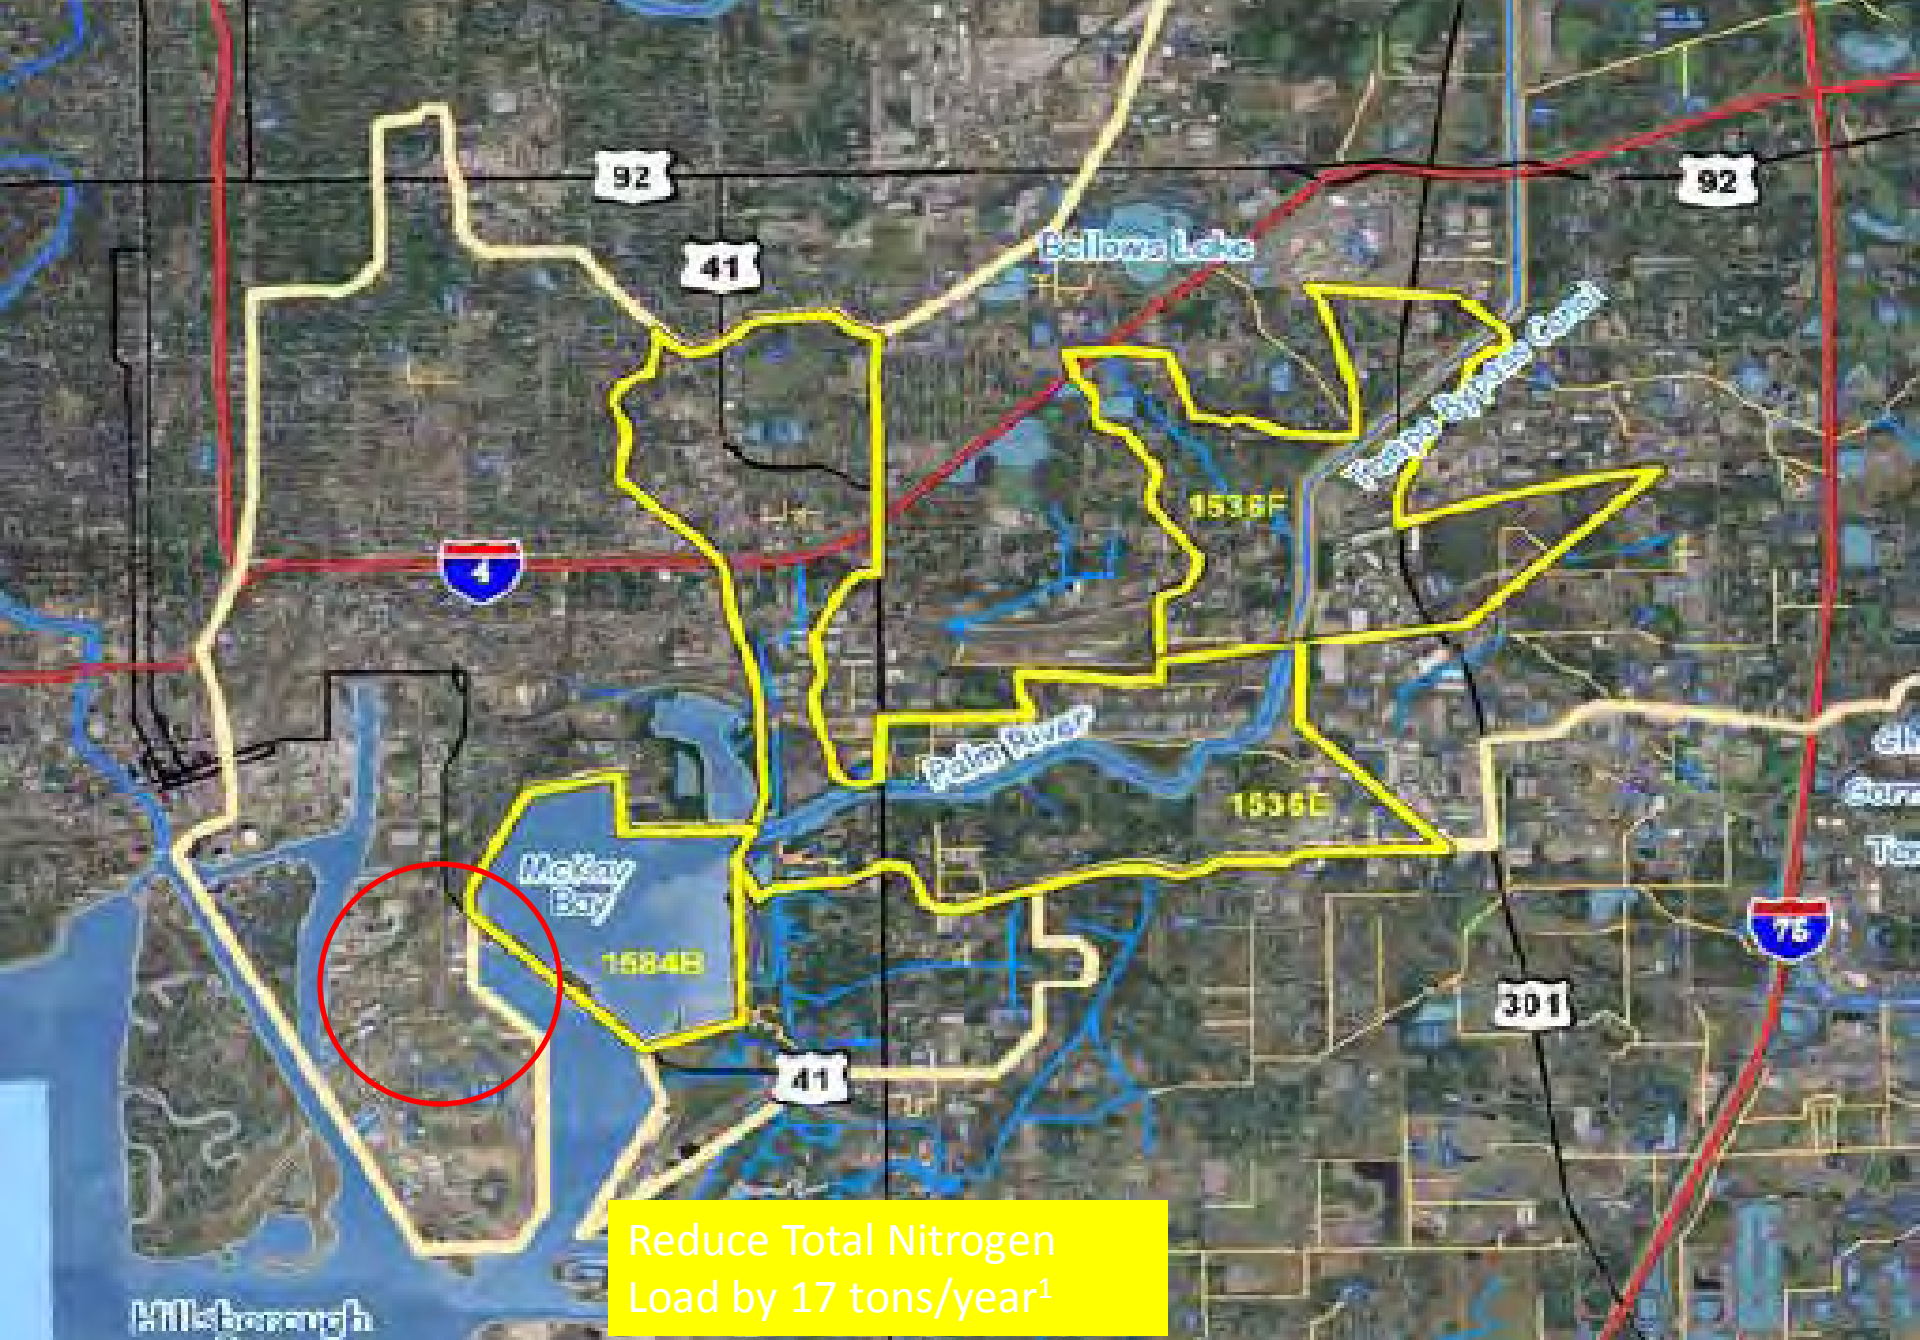 92
92
41
Bellows Lake
Tampa Bypass Canal
1536F
4
Palm River
1536E
McKay
Bay
1584B
75
301
41
Reduce Total Nitrogen
Load by 17 tons/year¹
Hillsborough